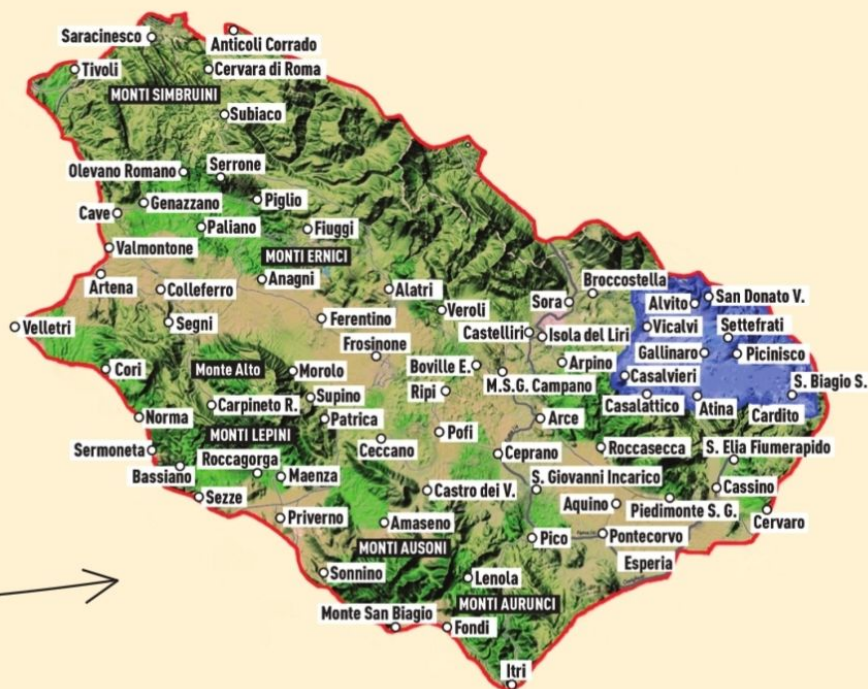 Saracinesco
Anticoli Corrado
Tivoli
Cervara di Roma
MONTI SIMBRUINI
Subiaco
Olevano Romano
Serrone
Genazzano
Piglio
Cave
Paliano
Fiuggi
Valmontone
MONTI ERNICI
Artena
Colleferro
Anagni
Alatri
Broccostella
San Donato V.
Sora
Alvito
Velletri
Segni
Ferentino
Veroli
Castelliri
Isola del Liri
Vicalvi
Settefrati
Frosinone
Gallinaro
Picinisco
Cori
Monte Alto
Morolo
Boville E.
M.S.G. Campano
Arpino
Casalvieri
S. Biagio S.
Carpineto R.
Supino
Ripi
Casalattico
Atina
Cardito
Norma
Patrica
Arce
MONTI LEPINI
Pofi
Sermoneta
Ceccano
Ceprano
Roccasecca
S. Elia Fiumerapido
Bassiano
Roccagorga
Maenza
S. Giovanni Incarico
Cassino
Sezze
Castro dei V.
Aquino
Piedimonte S. G.
Cervaro
Priverno
Amaseno
Pico
Pontecorvo
MONTI AUSONI
Esperia
Sonnino
Lenola
Monte San Biagio
MONTI AURUNCI
Fondi
Itri